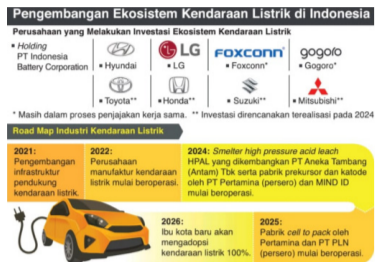 Pengembangan Ekosistem Kendaraan Listrik di Indonesia
Perusahaan yang Melakukan Investasi Ekosistem Kendaraan Listrik
▪ Holding
PT Indonesia
Battery Corporation
HYUNDAI
▪ Hyundai
LG
▪ LG
FOXCONN
▪ Foxconn*
gogoro
▪ Gogoro*
▪ Toyota**
▪ Honda**
▪ Suzuki**
▪ Mitsubishi**
* Masih dalam proses penjajakan kerja sama. ** Investasi direncanakan terealisasi pada 2024
Road Map Industri Kendaraan Listrik
2021:
Pengembangan
infrastruktur
pendukung
kendaraan listrik.
2022:
Perusahaan
manufaktur kendaraan
listrik mulai beroperasi.
2024: Smelter high pressure acid leach
HPAL yang dikembangkan PT Aneka Tambang
(Antam) Tbk serta pabrik prekursor dan katode
oleh PT Pertamina (persero) dan MIND ID
mulai beroperasi.
2025:
Pabrik cell to pack oleh
Pertamina dan PT PLN
(persero) mulai beroperasi.
2026:
Ibu kota baru akan
mengadopsi
kendaraan listrik 100%.